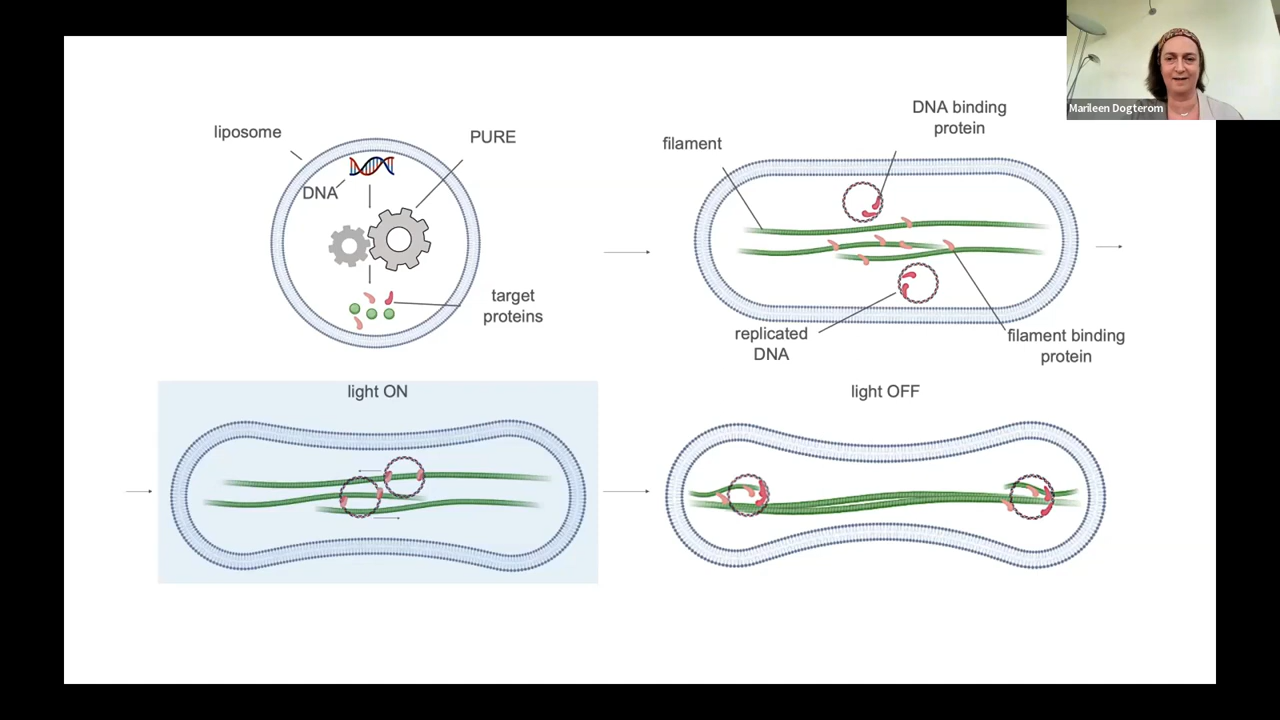 Marileen Dogterom
liposome
PURE
DNA
target
proteins
DNA binding
protein
filament
replicated
DNA
filament binding
protein
light ON
light OFF